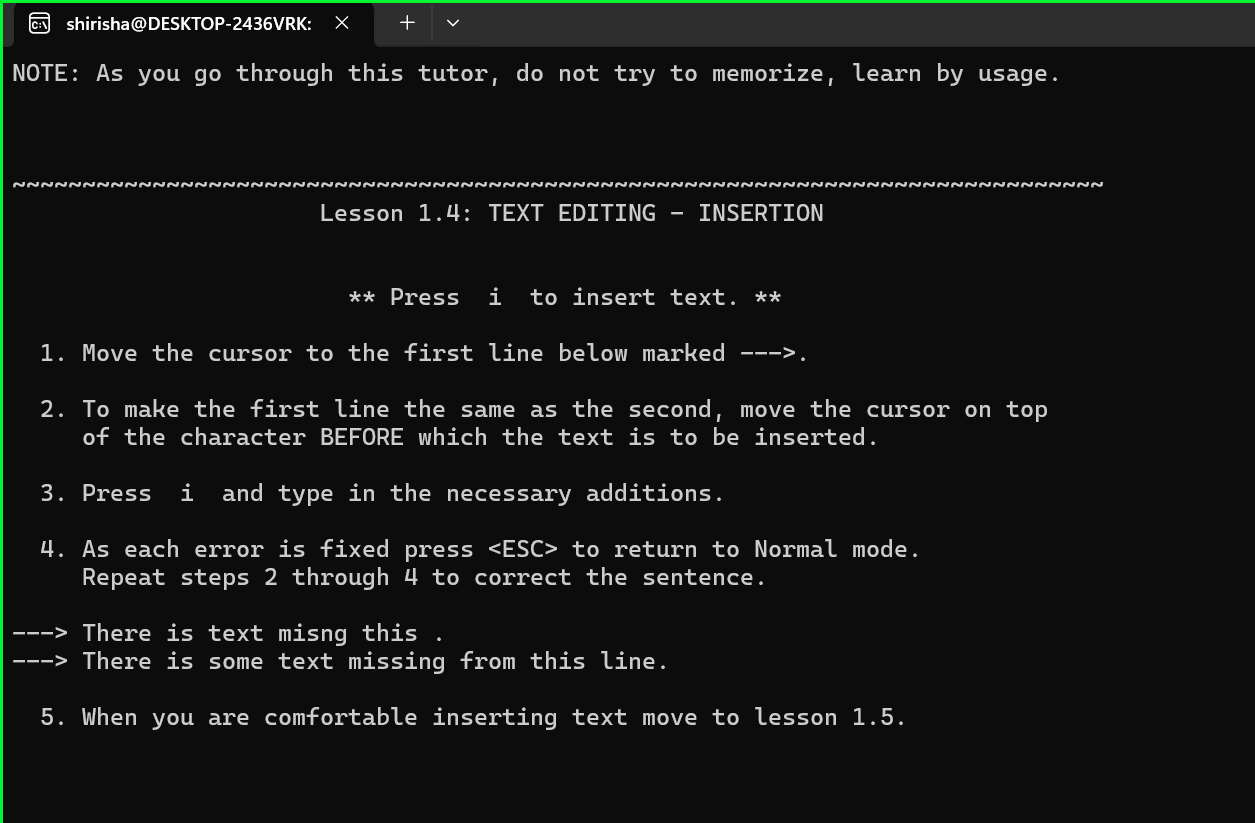 shirisha@DESKTOP-2436VRK:
NOTE: As you go through this tutor, do not try to memorize, learn by usage.
~~~~~~~~~~~~~~~~~~~~~~~~~~~~~~~~~~~~~~~~~~~~~~~~~~~~~~~~~~~~~~~~~~~~~~~~~~~~~~
Lesson 1.4: TEXT EDITING - INSERTION
** Press  i  to insert text. **
1. Move the cursor to the first line below marked --->.
2. To make the first line the same as the second, move the cursor on top
of the character BEFORE which the text is to be inserted.
3. Press  i  and type in the necessary additions.
4. As each error is fixed press <ESC> to return to Normal mode.
Repeat steps 2 through 4 to correct the sentence.
---> There is text misng this .
---> There is some text missing from this line.
5. When you are comfortable inserting text move to lesson 1.5.